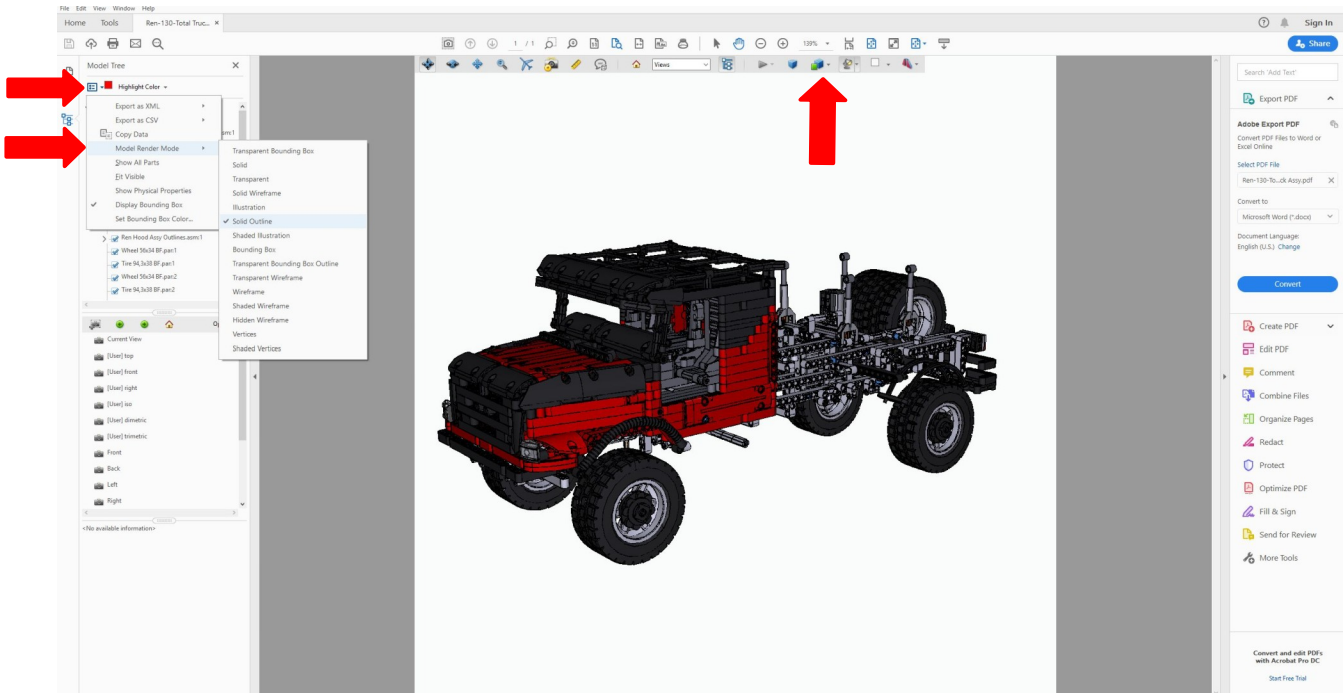 File Edit View Window Help
Home Tools Ren-130-Total Truc... ×
Sign In
1 / 1
139%
Share
Model Tree ×
Views
Highlight Color
Export as XML
Export as CSV
Copy Data
Model Render Mode
Show All Parts
Fit Visible
Show Physical Properties
Display Bounding Box
Set Bounding Box Color...
asm:1
Transparent Bounding Box
Solid
Transparent
Solid Wireframe
Illustration
Solid Outline
Shaded Illustration
Bounding Box
Transparent Bounding Box Outline
Transparent Wireframe
Wireframe
Shaded Wireframe
Hidden Wireframe
Vertices
Shaded Vertices
Ren Hood Assy Outlines.asm:1
Wheel 56x34 BF.par:1
Tire 94,3x38 BF.par:1
Wheel 56x34 BF.par:2
Tire 94,3x38 BF.par:2
Current View
[User] top
[User] front
[User] right
[User] iso
[User] dimetric
[User] trimetric
Front
Back
Left
Right
<No available information>
Search 'Add Text'
Export PDF
Adobe Export PDF
Convert PDF Files to Word or
Excel Online
Select PDF File
Ren-130-To...ck Assy.pdf ×
Convert to
Microsoft Word (*.docx)
Document Language:
English (U.S.) Change
Convert
Create PDF
Edit PDF
Comment
Combine Files
Organize Pages
Redact
Protect
Optimize PDF
Fill & Sign
Send for Review
More Tools
Convert and edit PDFs
with Acrobat Pro DC
Start Free Trial